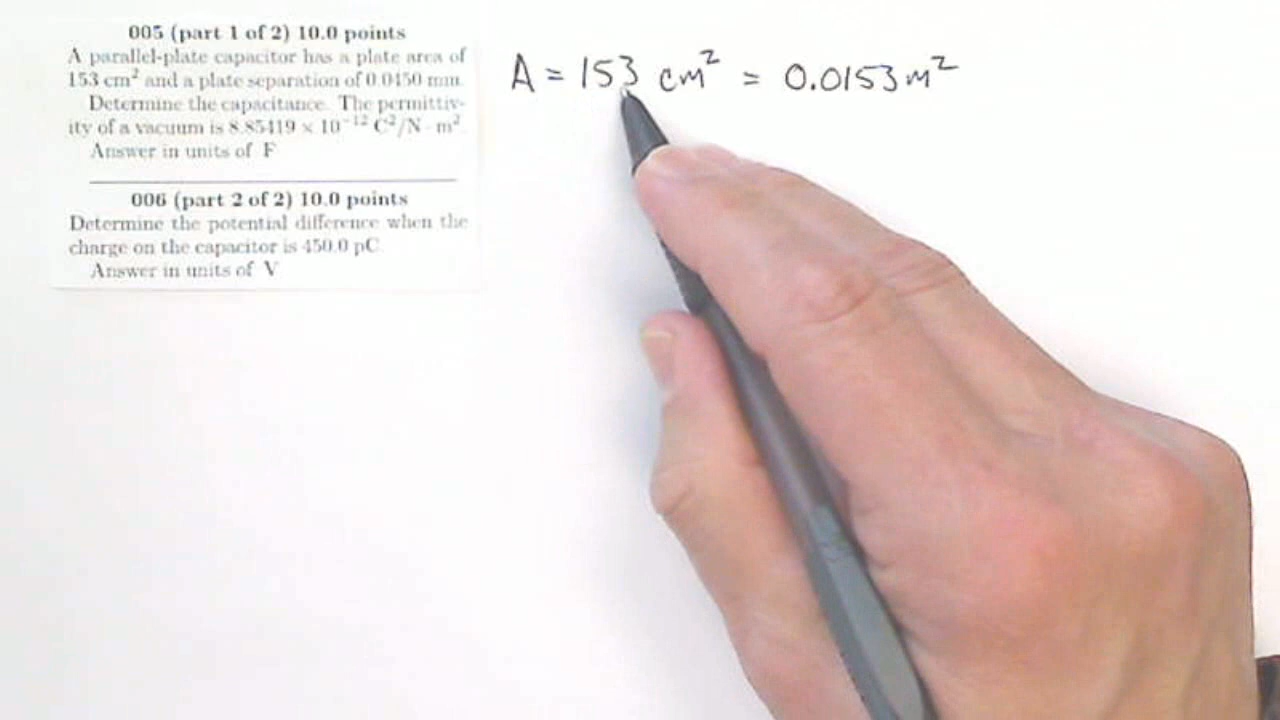 005 (part 1 of 2) 10.0 points
A parallel-plate capacitor has a plate area of
153 cm² and a plate separation of 0.0450 mm.
Determine the capacitance. The permittiv-
ity of a vacuum is 8.85419 × 10⁻¹² C²/N · m².
Answer in units of F
006 (part 2 of 2) 10.0 points
Determine the potential difference when the
charge on the capacitor is 450.0 pC.
Answer in units of V
A = 153 cm² = 0.0153 m²